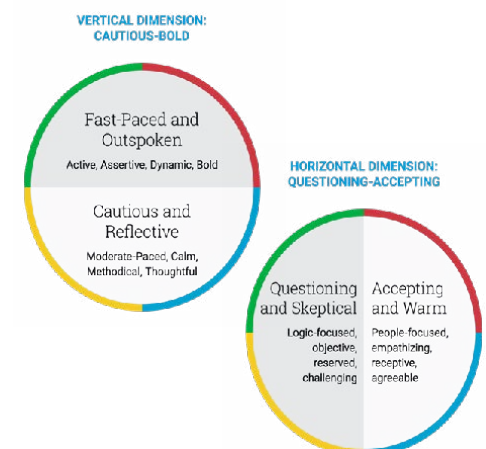 VERTICAL DIMENSION:
CAUTIOUS-BOLD
Fast-Paced and
Outspoken
Active, Assertive, Dynamic, Bold
Cautious and
Reflective
Moderate-Paced, Calm,
Methodical, Thoughtful
HORIZONTAL DIMENSION:
QUESTIONING-ACCEPTING
Questioning
and Skeptical
Logic-focused,
objective,
reserved,
challenging
Accepting
and Warm
People-focused,
empathizing,
receptive,
agreeable